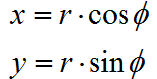 x = r · cos ϕ
y = r · sin ϕ